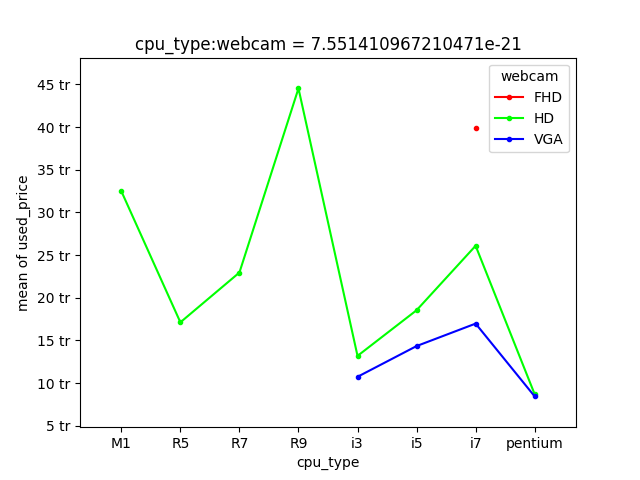 cpu_type:webcam = 7.551410967210471e-21
webcam
FHD
HD
VGA
45 tr
40 tr
35 tr
30 tr
25 tr
20 tr
15 tr
10 tr
5 tr
mean of used_price
M1 R5 R7 R9 i3 i5 i7 pentium
cpu_type